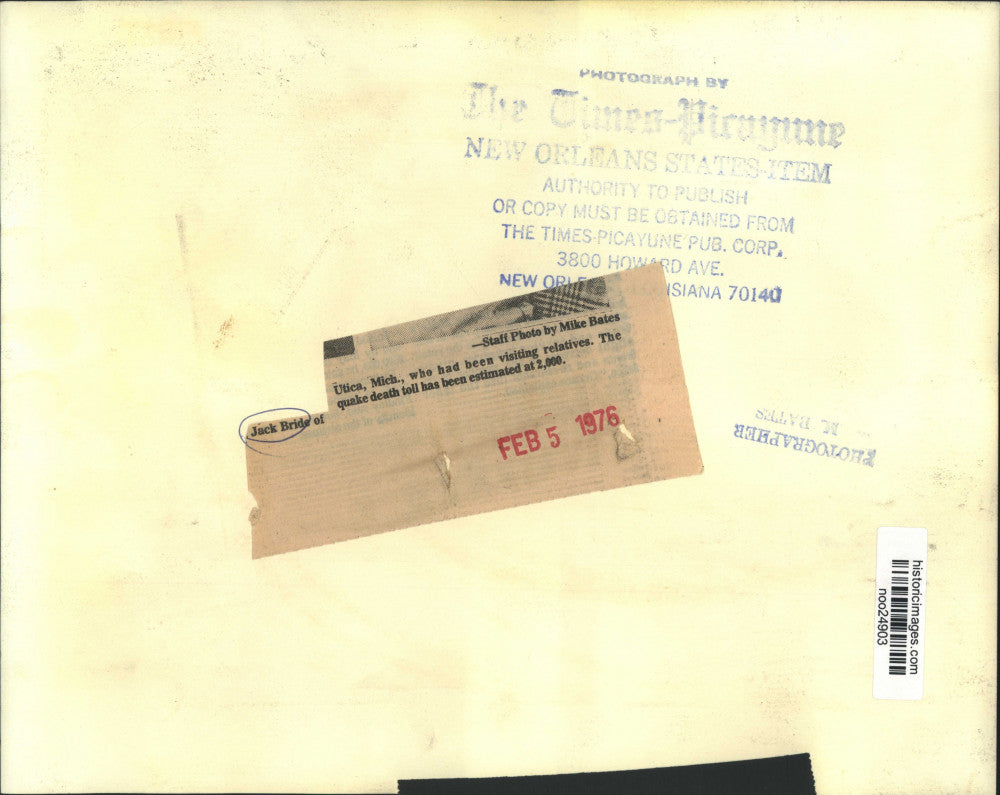 PHOTOGRAPH BY
The Times-Picayune
NEW ORLEANS STATES-ITEM
AUTHORITY TO PUBLISH
OR COPY MUST BE OBTAINED FROM
THE TIMES-PICAYUNE PUB. CORP.
3800 HOWARD AVE.
NEW ORLE ISIANA 70140
—Staff Photo by Mike Bates
Jack Bride of
Utica, Mich., who had been visiting relatives. The
quake death toll has been estimated at 2,000.
FEB 5 1976
PHOTOGRAPHER
M. BATES
historicimages.com
noo24903